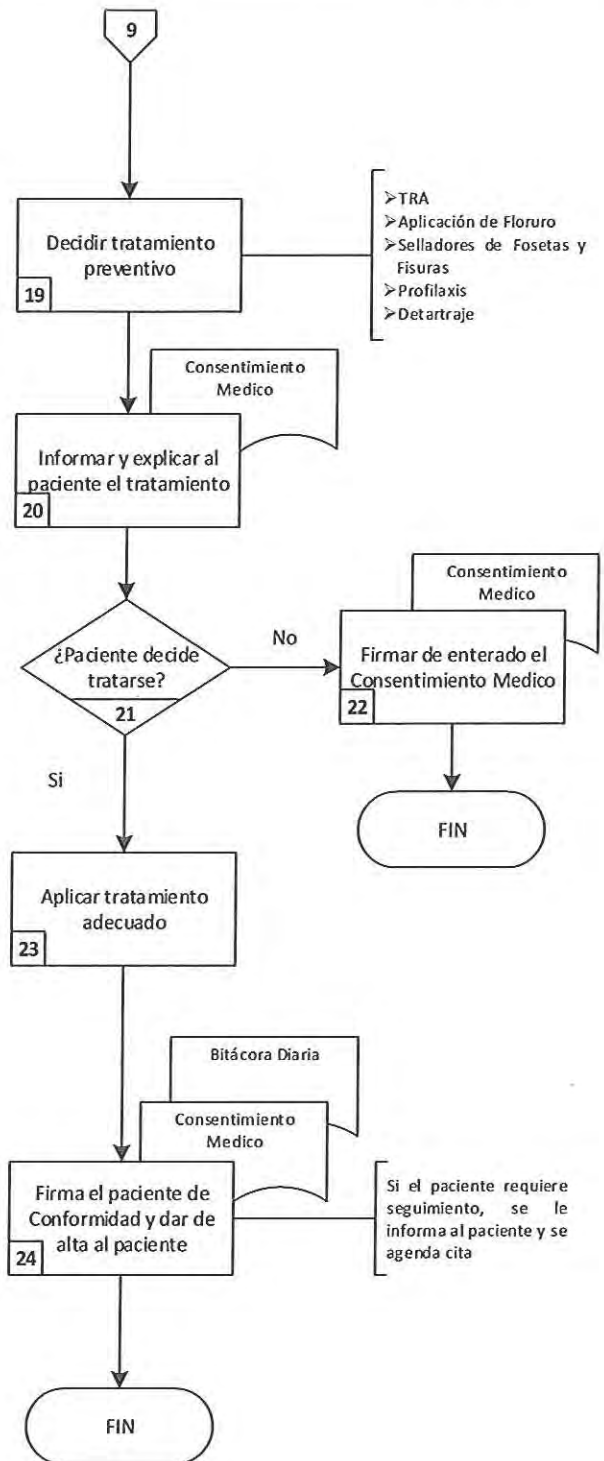 9
Decidir tratamiento
preventivo
19
➢TRA
➢Aplicación de Floruro
➢Selladores de Fosetas y
Fisuras
➢Profilaxis
➢Detartraje
Consentimiento
Medico
Informar y explicar al
paciente el tratamiento
20
¿Paciente decide
tratarse?
21
No
Consentimiento
Medico
Firmar de enterado el
Consentimiento Medico
22
FIN
Si
Aplicar tratamiento
adecuado
23
Bitácora Diaria
Consentimiento
Medico
Firma el paciente de
Conformidad y dar de
alta al paciente
24
Si el paciente requiere
seguimiento, se le
informa al paciente y se
agenda cita
FIN